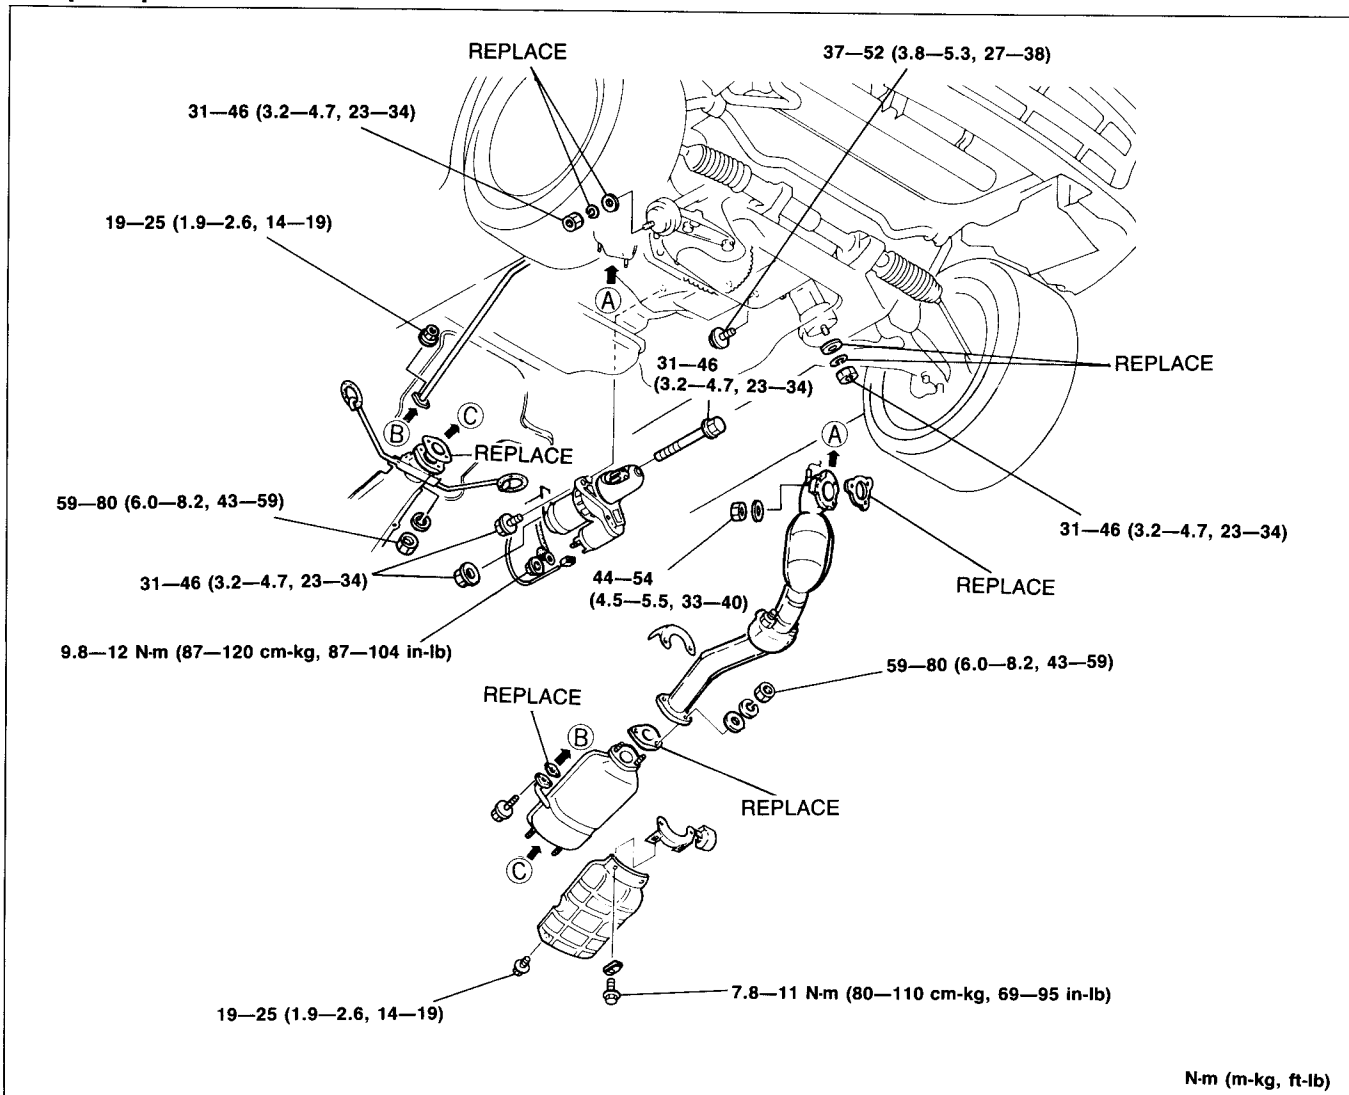 REPLACE
37—52 (3.8—5.3, 27—38)
31—46 (3.2—4.7, 23—34)
19—25 (1.9—2.6, 14—19)
A
31—46
(3.2—4.7, 23—34)
REPLACE
B
C
REPLACE
A
59—80 (6.0—8.2, 43—59)
31—46 (3.2—4.7, 23—34)
31—46 (3.2—4.7, 23—34)
44—54
(4.5—5.5, 33—40)
REPLACE
9.8—12 N·m (87—120 cm-kg, 87—104 in-lb)
59—80 (6.0—8.2, 43—59)
REPLACE
B
REPLACE
C
7.8—11 N·m (80—110 cm-kg, 69—95 in-lb)
19—25 (1.9—2.6, 14—19)
N·m (m-kg, ft-lb)